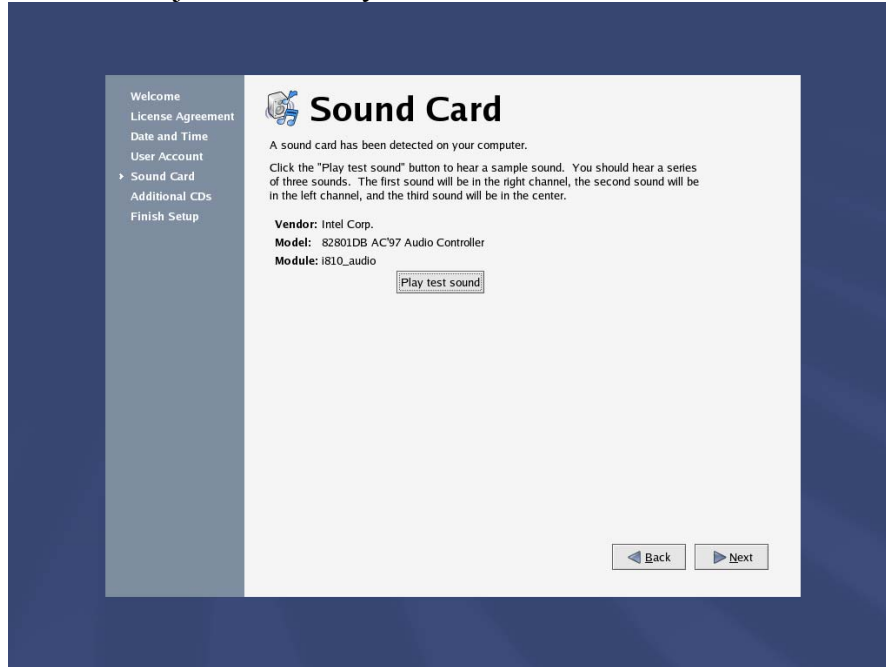 Welcome
License Agreement
Date and Time
User Account
Sound Card
Additional CDs
Finish Setup
Sound Card
A sound card has been detected on your computer.
Click the "Play test sound" button to hear a sample sound. You should hear a series
of three sounds. The first sound will be in the right channel, the second sound will be
in the left channel, and the third sound will be in the center.
Vendor: Intel Corp.
Model: 82801DB AC'97 Audio Controller
Module: i810_audio
Play test sound
Back
Next